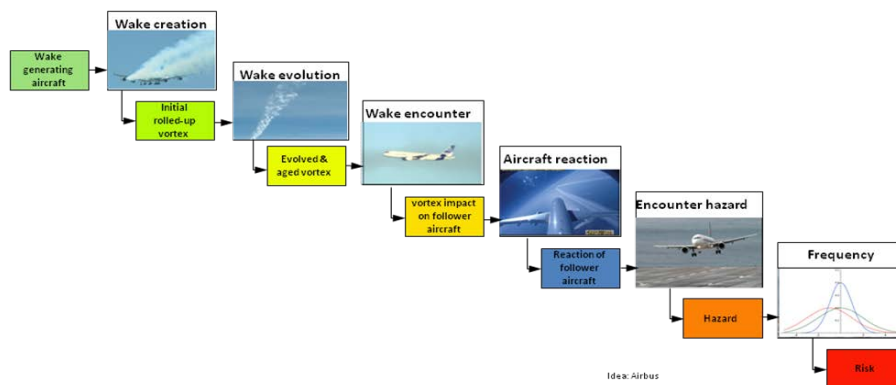 Wake creation
Wake
generating
aircraft
Wake evolution
Initial
rolled-up
vortex
Wake encounter
Evolved &
aged vortex
Aircraft reaction
vortex impact
on follower
aircraft
Encounter hazard
Reaction of
follower
aircraft
Frequency
Hazard
Risk
Idea: Airbus